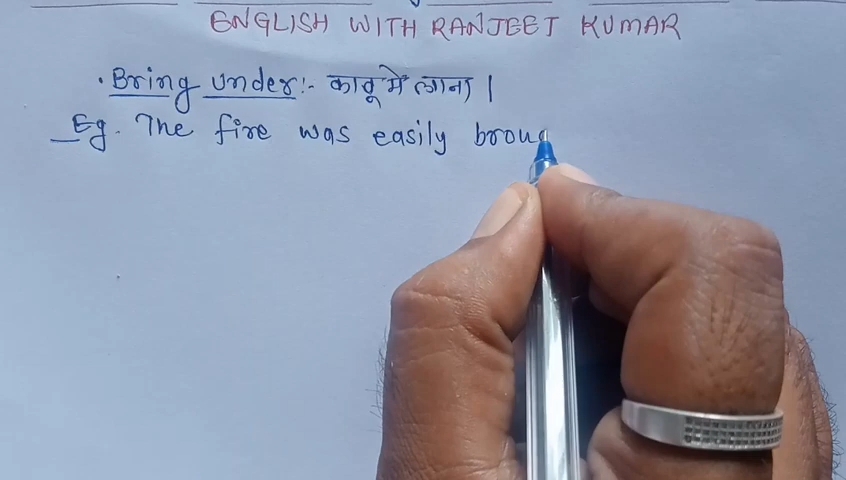 ENGLISH WITH RANJEET KUMAR
. Bring under:- काबू में लाना |
Eg. The fire was easily broug